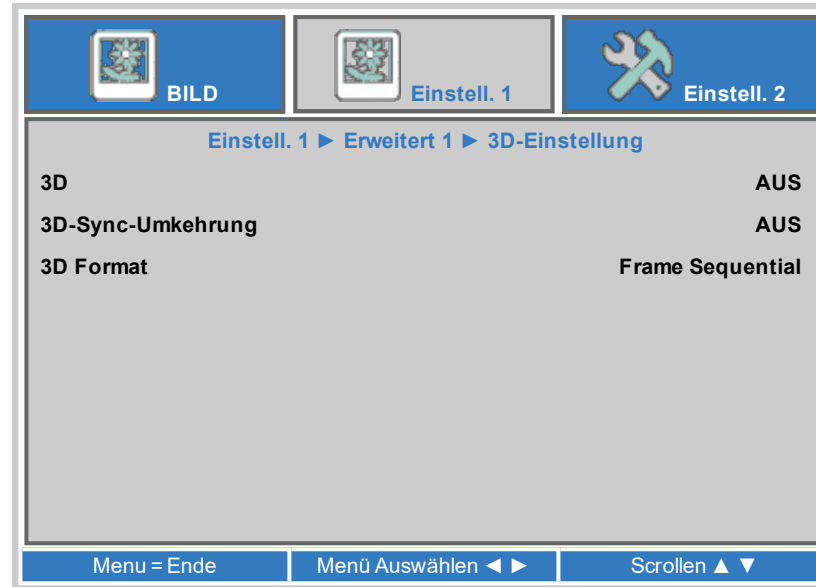 BILD
Einstell. 1
Einstell. 2
Einstell. 1 ► Erweitert 1 ► 3D-Einstellung
3D AUS
3D-Sync-Umkehrung AUS
3D Format Frame Sequential
Menu = Ende
Menü Auswählen ◄ ►
Scrollen ▲ ▼